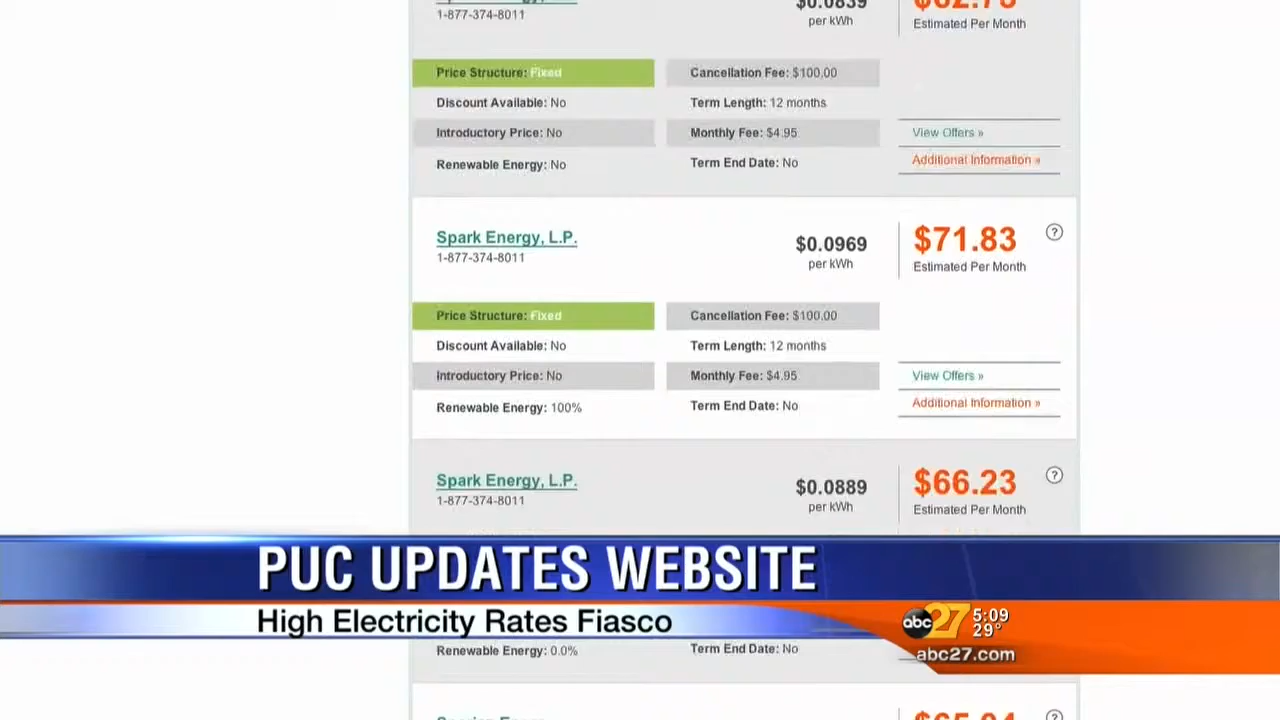 1-877-374-8011
$0.0839
per kWh
$62.75
Estimated Per Month
Price Structure: Fixed
Cancellation Fee: $100.00
Discount Available: No
Term Length: 12 months
Introductory Price: No
Monthly Fee: $4.95
View Offers »
Renewable Energy: No
Term End Date: No
Additional Information »
Spark Energy, L.P.
1-877-374-8011
$0.0969
per kWh
$71.83
Estimated Per Month
?
Price Structure: Fixed
Cancellation Fee: $100.00
Discount Available: No
Term Length: 12 months
Introductory Price: No
Monthly Fee: $4.95
View Offers »
Renewable Energy: 100%
Term End Date: No
Additional Information »
Spark Energy, L.P.
1-877-374-8011
$0.0889
per kWh
$66.23
Estimated Per Month
?
PUC UPDATES WEBSITE
High Electricity Rates Fiasco
abc27
5:09
29°
abc27.com
Renewable Energy: 0.0%
Term End Date: No